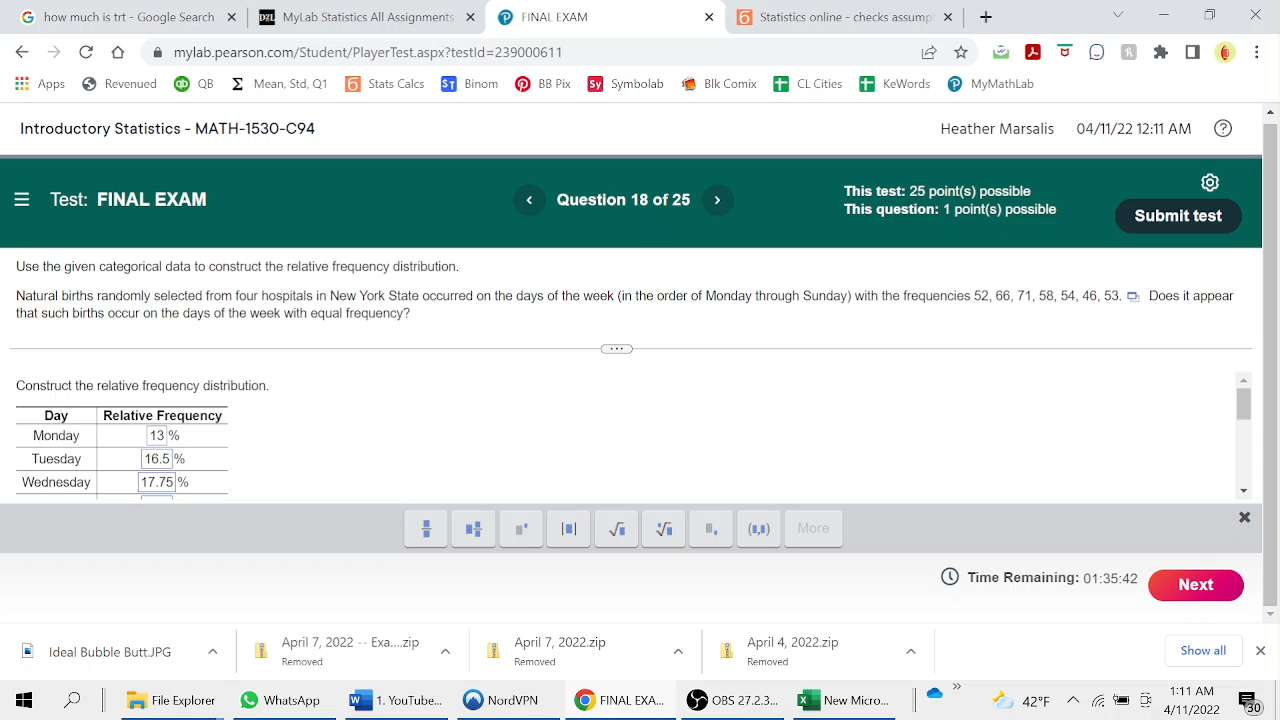 how much is trt - Google Search
MyLab Statistics All Assignments
FINAL EXAM
Statistics online - checks assump
mylab.pearson.com/Student/PlayerTest.aspx?testId=239000611
Apps Revenued QB Mean, Std, Q1 Stats Calcs Binom BB Pix Symbolab Blk Comix CL Cities KeWords MyMathLab
Introductory Statistics - MATH-1530-C94
Heather Marsalis 04/11/22 12:11 AM
Test: FINAL EXAM
Question 18 of 25
This test: 25 point(s) possible
This question: 1 point(s) possible
Submit test
Use the given categorical data to construct the relative frequency distribution.
Natural births randomly selected from four hospitals in New York State occurred on the days of the week (in the order of Monday through Sunday) with the frequencies 52, 66, 71, 58, 54, 46, 53. Does it appear
that such births occur on the days of the week with equal frequency?
Construct the relative frequency distribution.
Day Relative Frequency
Monday 13 %
Tuesday 16.5 %
Wednesday 17.75 %
More
Time Remaining: 01:35:42
Next
Ideal Bubble Butt.JPG
April 7, 2022 -- Exa....zip
Removed
April 7, 2022.zip
Removed
April 4, 2022.zip
Removed
Show all
File Explorer WhatsApp 1. YouTube... NordVPN FINAL EXA... OBS 27.2.3... New Micro... » 42°F
1:11 AM
4/11/2022
30